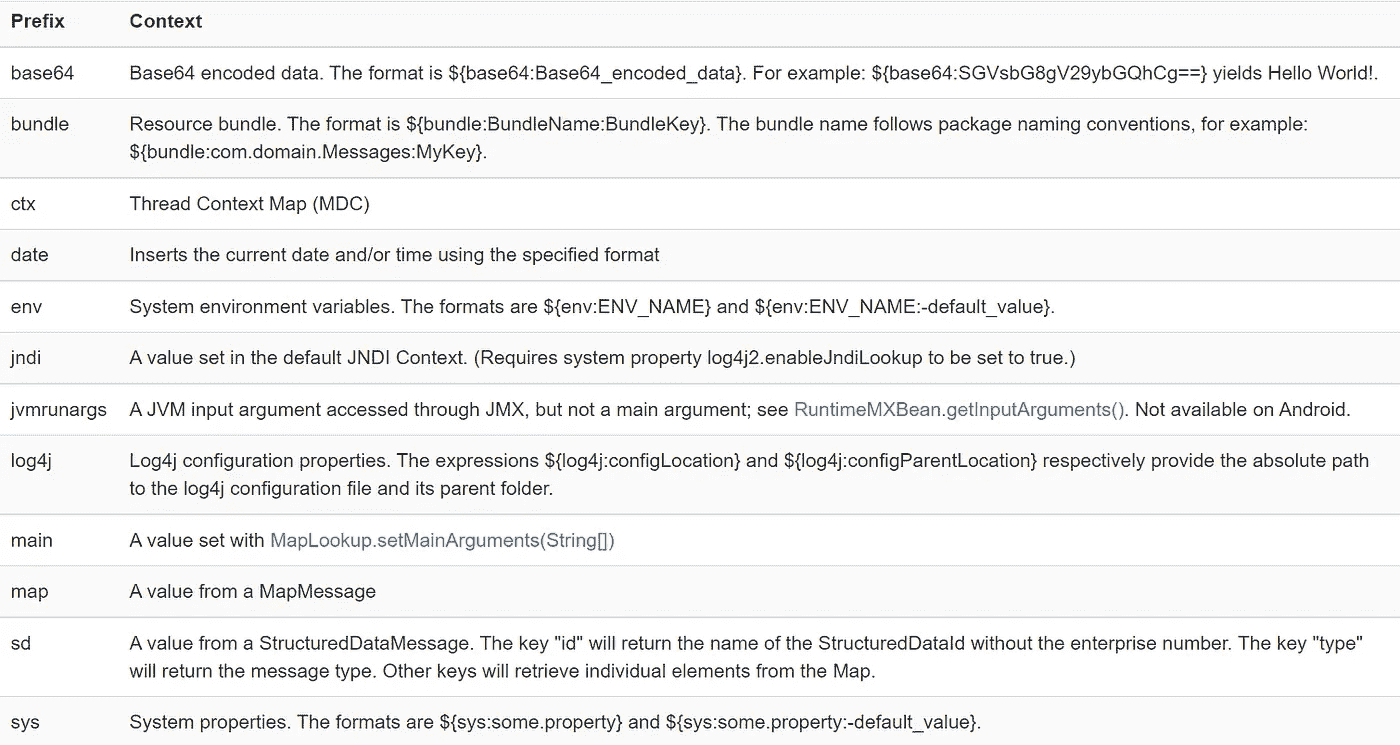 Prefix Context
base64 Base64 encoded data. The format is ${base64:Base64_encoded_data}. For example: ${base64:SGVsbG8gV29ybGQhCg==} yields Hello World!.
bundle Resource bundle. The format is ${bundle:BundleName:BundleKey}. The bundle name follows package naming conventions, for example:
${bundle:com.domain.Messages:MyKey}.
ctx Thread Context Map (MDC)
date Inserts the current date and/or time using the specified format
env System environment variables. The formats are ${env:ENV_NAME} and ${env:ENV_NAME:-default_value}.
jndi A value set in the default JNDI Context. (Requires system property log4j2.enableJndiLookup to be set to true.)
jvmrunargs A JVM input argument accessed through JMX, but not a main argument; see RuntimeMXBean.getInputArguments(). Not available on Android.
log4j Log4j configuration properties. The expressions ${log4j:configLocation} and ${log4j:configParentLocation} respectively provide the absolute path
to the log4j configuration file and its parent folder.
main A value set with MapLookup.setMainArguments(String[])
map A value from a MapMessage
sd A value from a StructuredDataMessage. The key "id" will return the name of the StructuredDataId without the enterprise number. The key "type"
will return the message type. Other keys will retrieve individual elements from the Map.
sys System properties. The formats are ${sys:some.property} and ${sys:some.property:-default_value}.